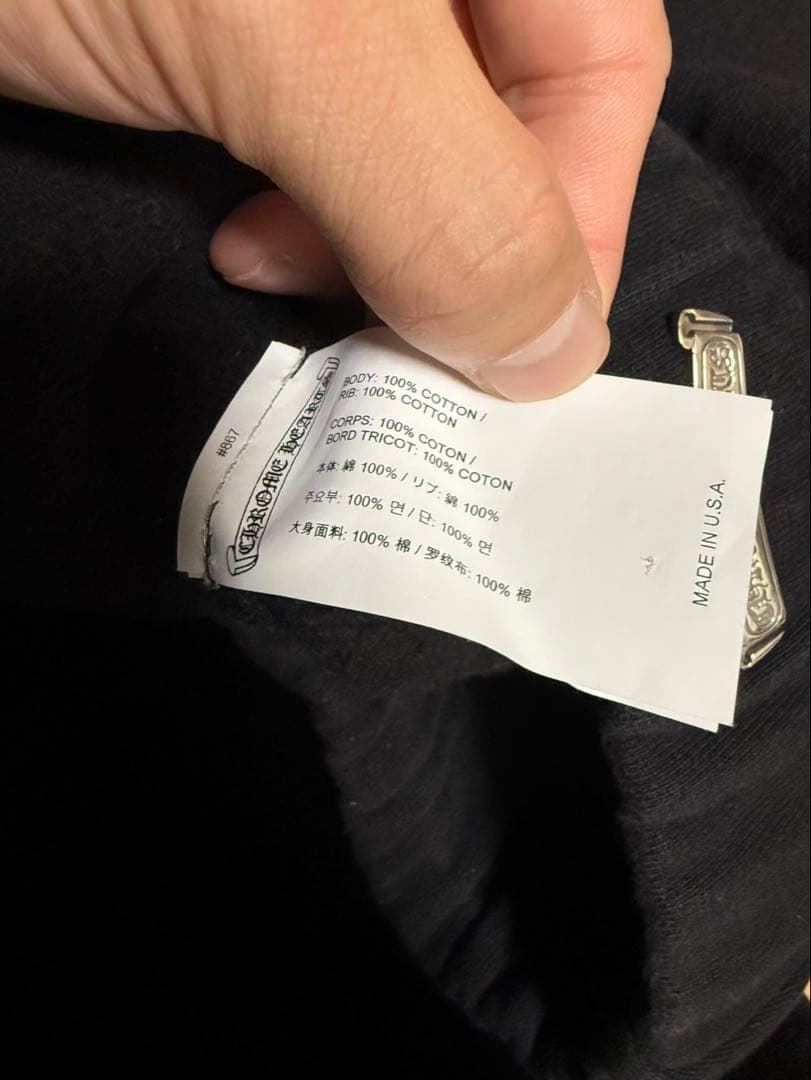 #867
CHROME HEARTS
BODY: 100% COTTON /
RIB: 100% COTTON
CORPS: 100% COTON /
BORD TRICOT: 100% COTON
本体: 綿 100% / リブ: 綿 100%
주요부: 100% 면 / 단: 100% 면
大身面料: 100% 棉 / 罗纹布: 100% 棉
MADE IN U.S.A.